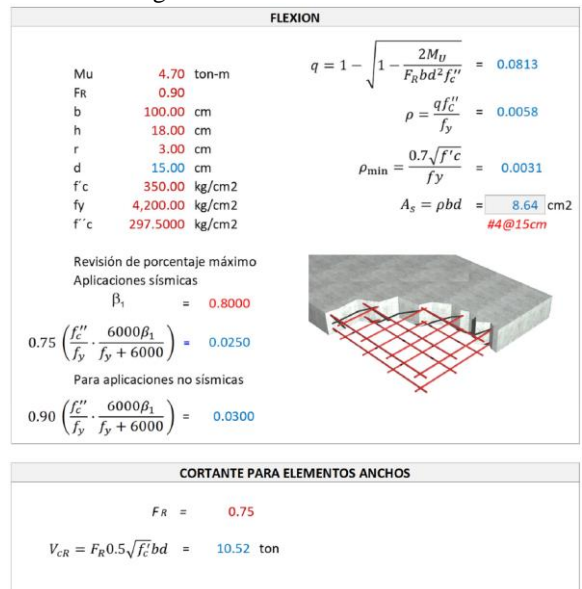 FLEXION
Mu 4.70 ton-m
FR 0.90
b 100.00 cm
h 18.00 cm
r 3.00 cm
d 15.00 cm
f´c 350.00 kg/cm2
fy 4,200.00 kg/cm2
f´´c 297.5000 kg/cm2
q = 1 − √(1 − 2M_U / F_R bd² f_c′′) = 0.0813
ρ = q f_c′′ / f_y = 0.0058
ρ_min = 0.7√f′c / fy = 0.0031
A_s = ρbd = 8.64 cm2
#4@15cm
Revisión de porcentaje máximo
Aplicaciones sísmicas
β₁ = 0.8000
0.75 (f_c′′ / f_y · 6000β₁ / f_y + 6000) = 0.0250
Para aplicaciones no sísmicas
0.90 (f_c′′ / f_y · 6000β₁ / f_y + 6000) = 0.0300
CORTANTE PARA ELEMENTOS ANCHOS
FR = 0.75
V_cR = F_R 0.5√f_c′ bd = 10.52 ton